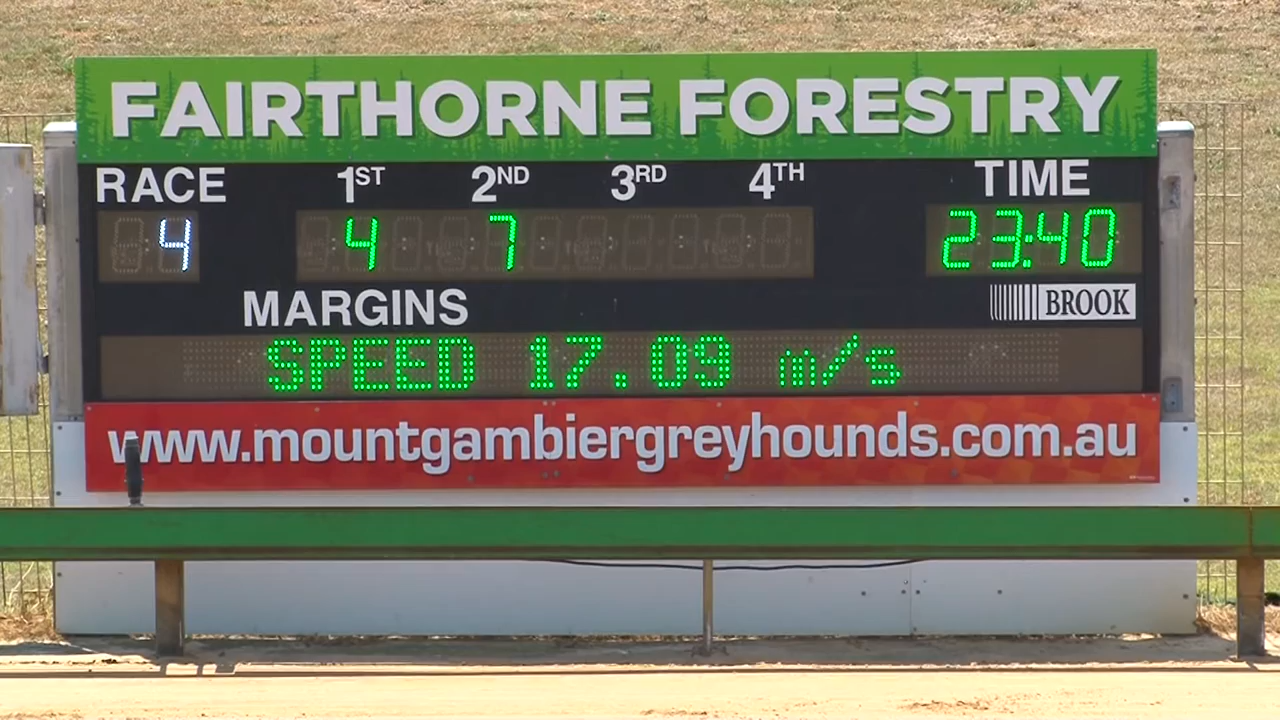 FAIRTHORNE FORESTRY
RACE 1ST 2ND 3RD 4TH TIME
4 4 7 23:40
MARGINS BROOK
SPEED 17.09 m/s
www.mountgambiergreyhounds.com.au